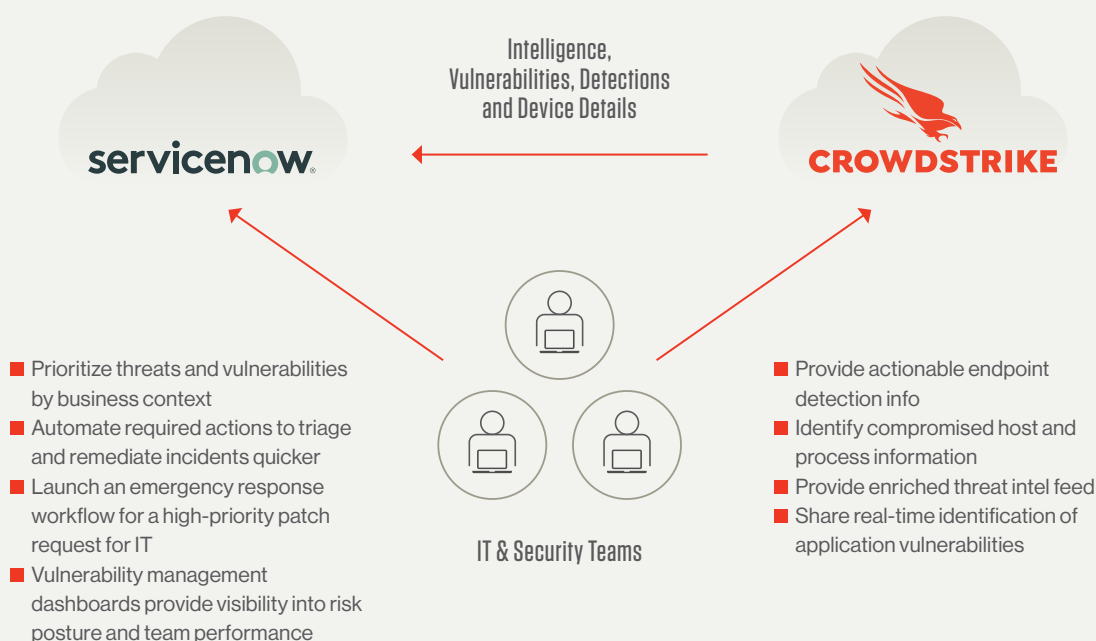 Intelligence,
Vulnerabilities, Detections
and Device Details
servicenow®
CROWDSTRIKE
■ Prioritize threats and vulnerabilities
by business context
■ Automate required actions to triage
and remediate incidents quicker
■ Launch an emergency response
workflow for a high-priority patch
request for IT
■ Vulnerability management
dashboards provide visibility into risk
posture and team performance
IT & Security Teams
■ Provide actionable endpoint
detection info
■ Identify compromised host and
process information
■ Provide enriched threat intel feed
■ Share real-time identification of
application vulnerabilities